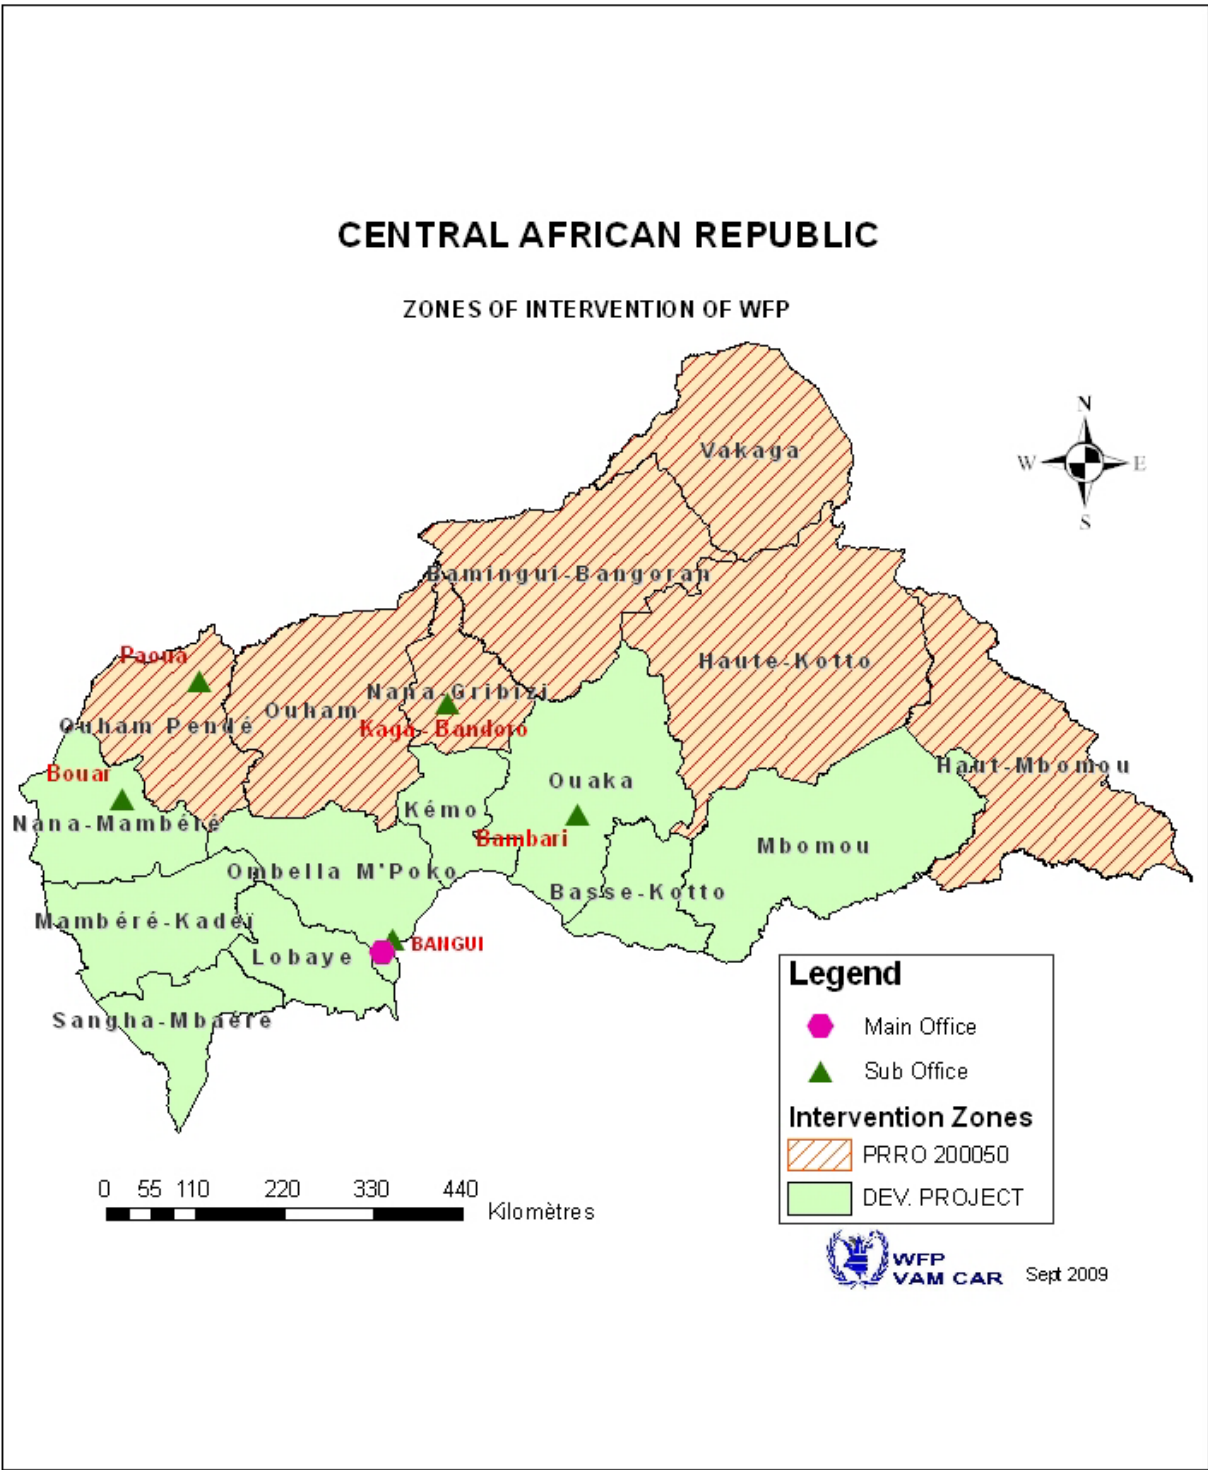 CENTRAL AFRICAN REPUBLIC
ZONES OF INTERVENTION OF WFP
N
W E
S
Vakaga
Bamingui-Bangoran
Haute-Kotto
Paoua
Nana-Gribizi
Ouham
Ouham Pendé
Kaga - Bandoro
Haut-Mbomou
Bouar
Ouaka
Kémo
Nana-Mambéré
Bambari
Mbomou
Ombella M'Poko
Basse-Kotto
Mambéré-Kadéï
BANGUI
Lobaye
Sangha-Mbaéré
Legend
Main Office
Sub Office
Intervention Zones
PRRO 200050
DEV. PROJECT
0 55 110 220 330 440
Kilomètres
WFP
VAM CAR
Sept 2009